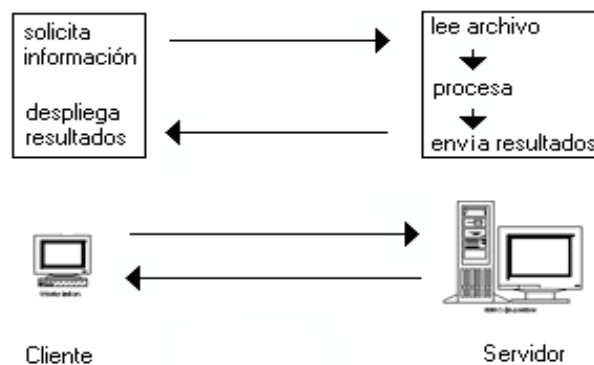 solicita
información
despliega
resultados
lee archivo
procesa
envia resultados
Cliente
Servidor